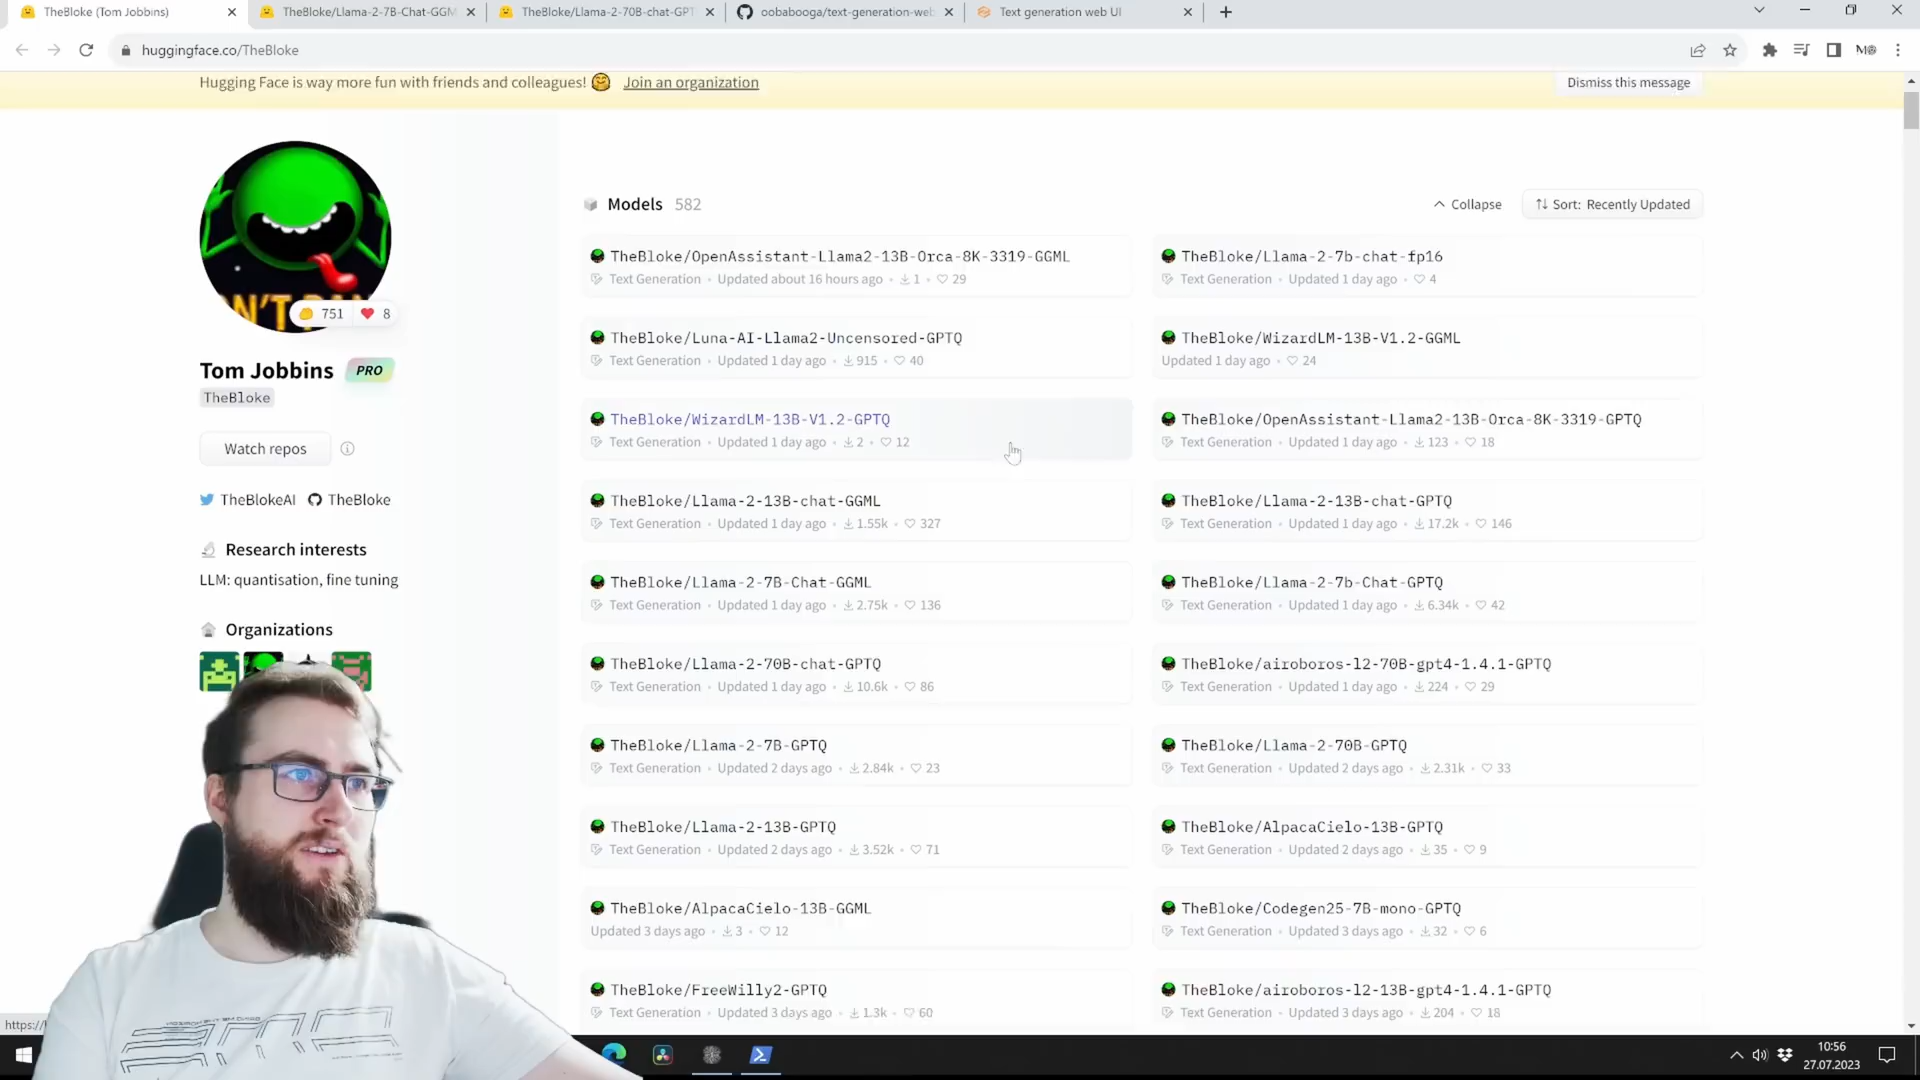 TheBloke (Tom Jobbins)
TheBloke/Llama-2-7B-Chat-GGM
TheBloke/Llama-2-70B-chat-GPT
oobabooga/text-generation-web
Text generation web UI
huggingface.co/TheBloke
Hugging Face is way more fun with friends and colleagues! 🤗 Join an organization
Dismiss this message
751
8
Tom Jobbins PRO
TheBloke
Watch repos
TheBlokeAI TheBloke
Research interests
LLM: quantisation, fine tuning
Organizations
Models 582
Collapse
Sort: Recently Updated
TheBloke/OpenAssistant-Llama2-13B-Orca-8K-3319-GGML
Text Generation • Updated about 16 hours ago • 1 • 29
TheBloke/Llama-2-7b-chat-fp16
Text Generation • Updated 1 day ago • 4
TheBloke/Luna-AI-Llama2-Uncensored-GPTQ
Text Generation • Updated 1 day ago • 915 • 40
TheBloke/WizardLM-13B-V1.2-GGML
Updated 1 day ago • 24
TheBloke/WizardLM-13B-V1.2-GPTQ
Text Generation • Updated 1 day ago • 2 • 12
TheBloke/OpenAssistant-Llama2-13B-Orca-8K-3319-GPTQ
Text Generation • Updated 1 day ago • 123 • 18
TheBloke/Llama-2-13B-chat-GGML
Text Generation • Updated 1 day ago • 1.55k • 327
TheBloke/Llama-2-13B-chat-GPTQ
Text Generation • Updated 1 day ago • 17.2k • 146
TheBloke/Llama-2-7B-Chat-GGML
Text Generation • Updated 1 day ago • 2.75k • 136
TheBloke/Llama-2-7b-Chat-GPTQ
Text Generation • Updated 1 day ago • 6.34k • 42
TheBloke/Llama-2-70B-chat-GPTQ
Text Generation • Updated 1 day ago • 10.6k • 86
TheBloke/airoboros-l2-70B-gpt4-1.4.1-GPTQ
Text Generation • Updated 1 day ago • 224 • 29
TheBloke/Llama-2-7B-GPTQ
Text Generation • Updated 2 days ago • 2.84k • 23
TheBloke/Llama-2-70B-GPTQ
Text Generation • Updated 2 days ago • 2.31k • 33
TheBloke/Llama-2-13B-GPTQ
Text Generation • Updated 2 days ago • 3.52k • 71
TheBloke/AlpacaCielo-13B-GPTQ
Text Generation • Updated 2 days ago • 35 • 9
TheBloke/AlpacaCielo-13B-GGML
Updated 3 days ago • 3 • 12
TheBloke/Codegen25-7B-mono-GPTQ
Text Generation • Updated 3 days ago • 32 • 6
TheBloke/FreeWilly2-GPTQ
Text Generation • Updated 3 days ago • 1.3k • 60
TheBloke/airoboros-l2-13B-gpt4-1.4.1-GPTQ
Text Generation • Updated 3 days ago • 204 • 18
10:56
27.07.2023